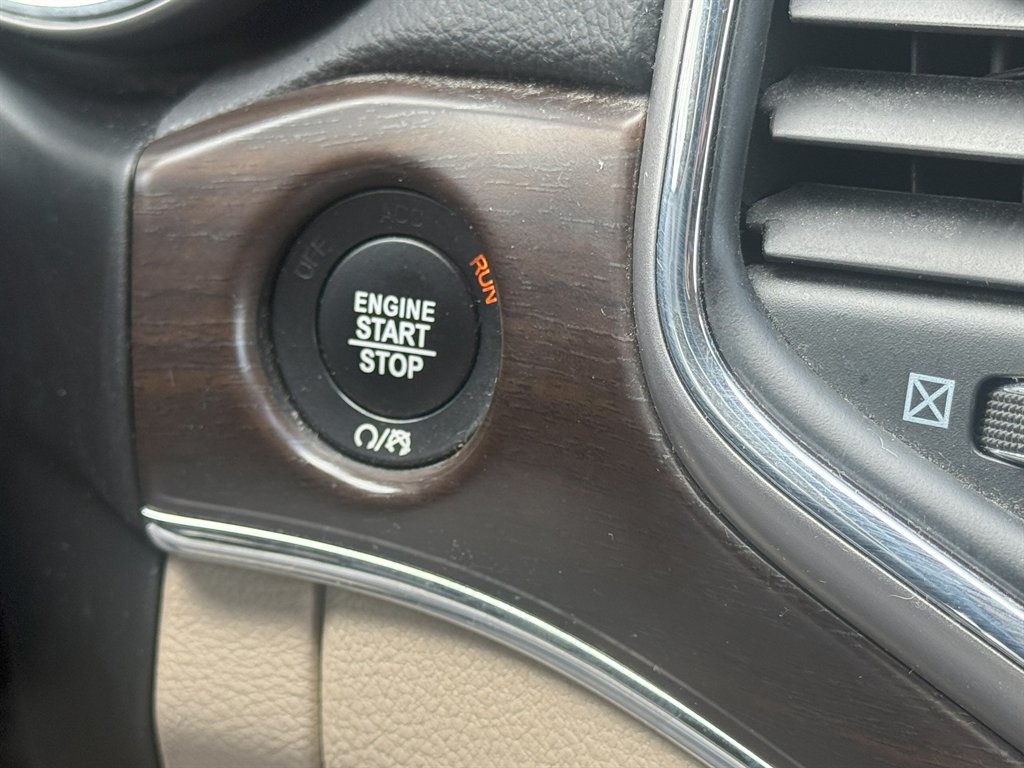 ACC
OFF
RUN
ENGINE
START
STOP